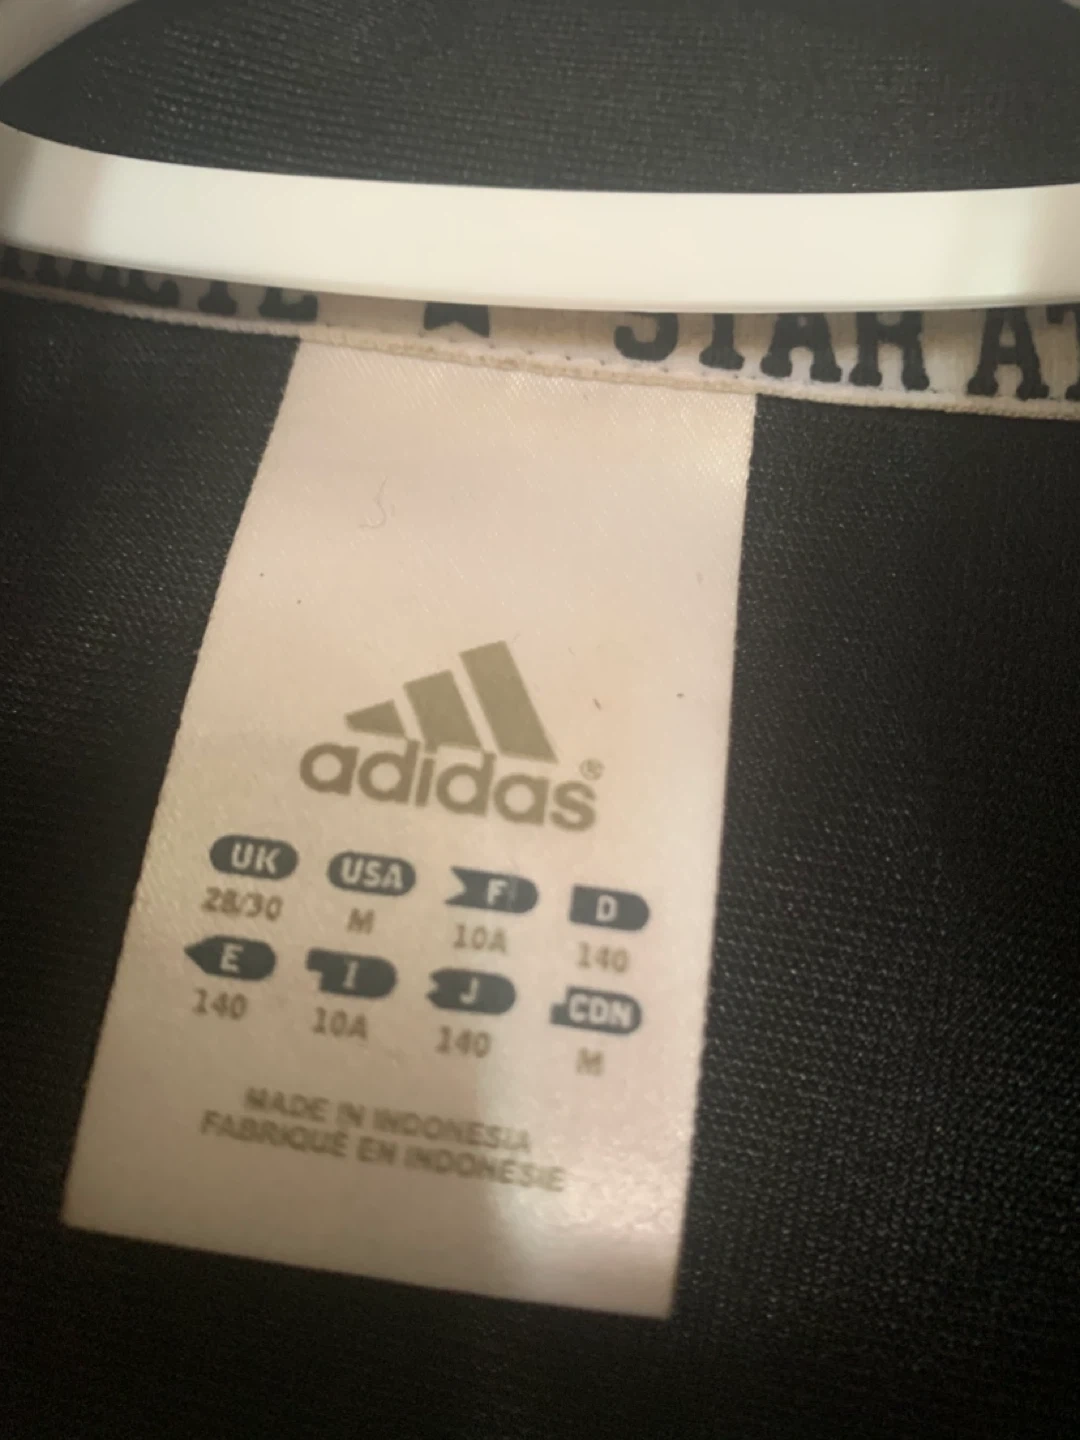 STAR AT
adidas®
UK USA F D
28/30 M 10A 140
E I J CDN
140 10A 140 M
MADE IN INDONESIA
FABRIQUÉ EN INDONÉSIE